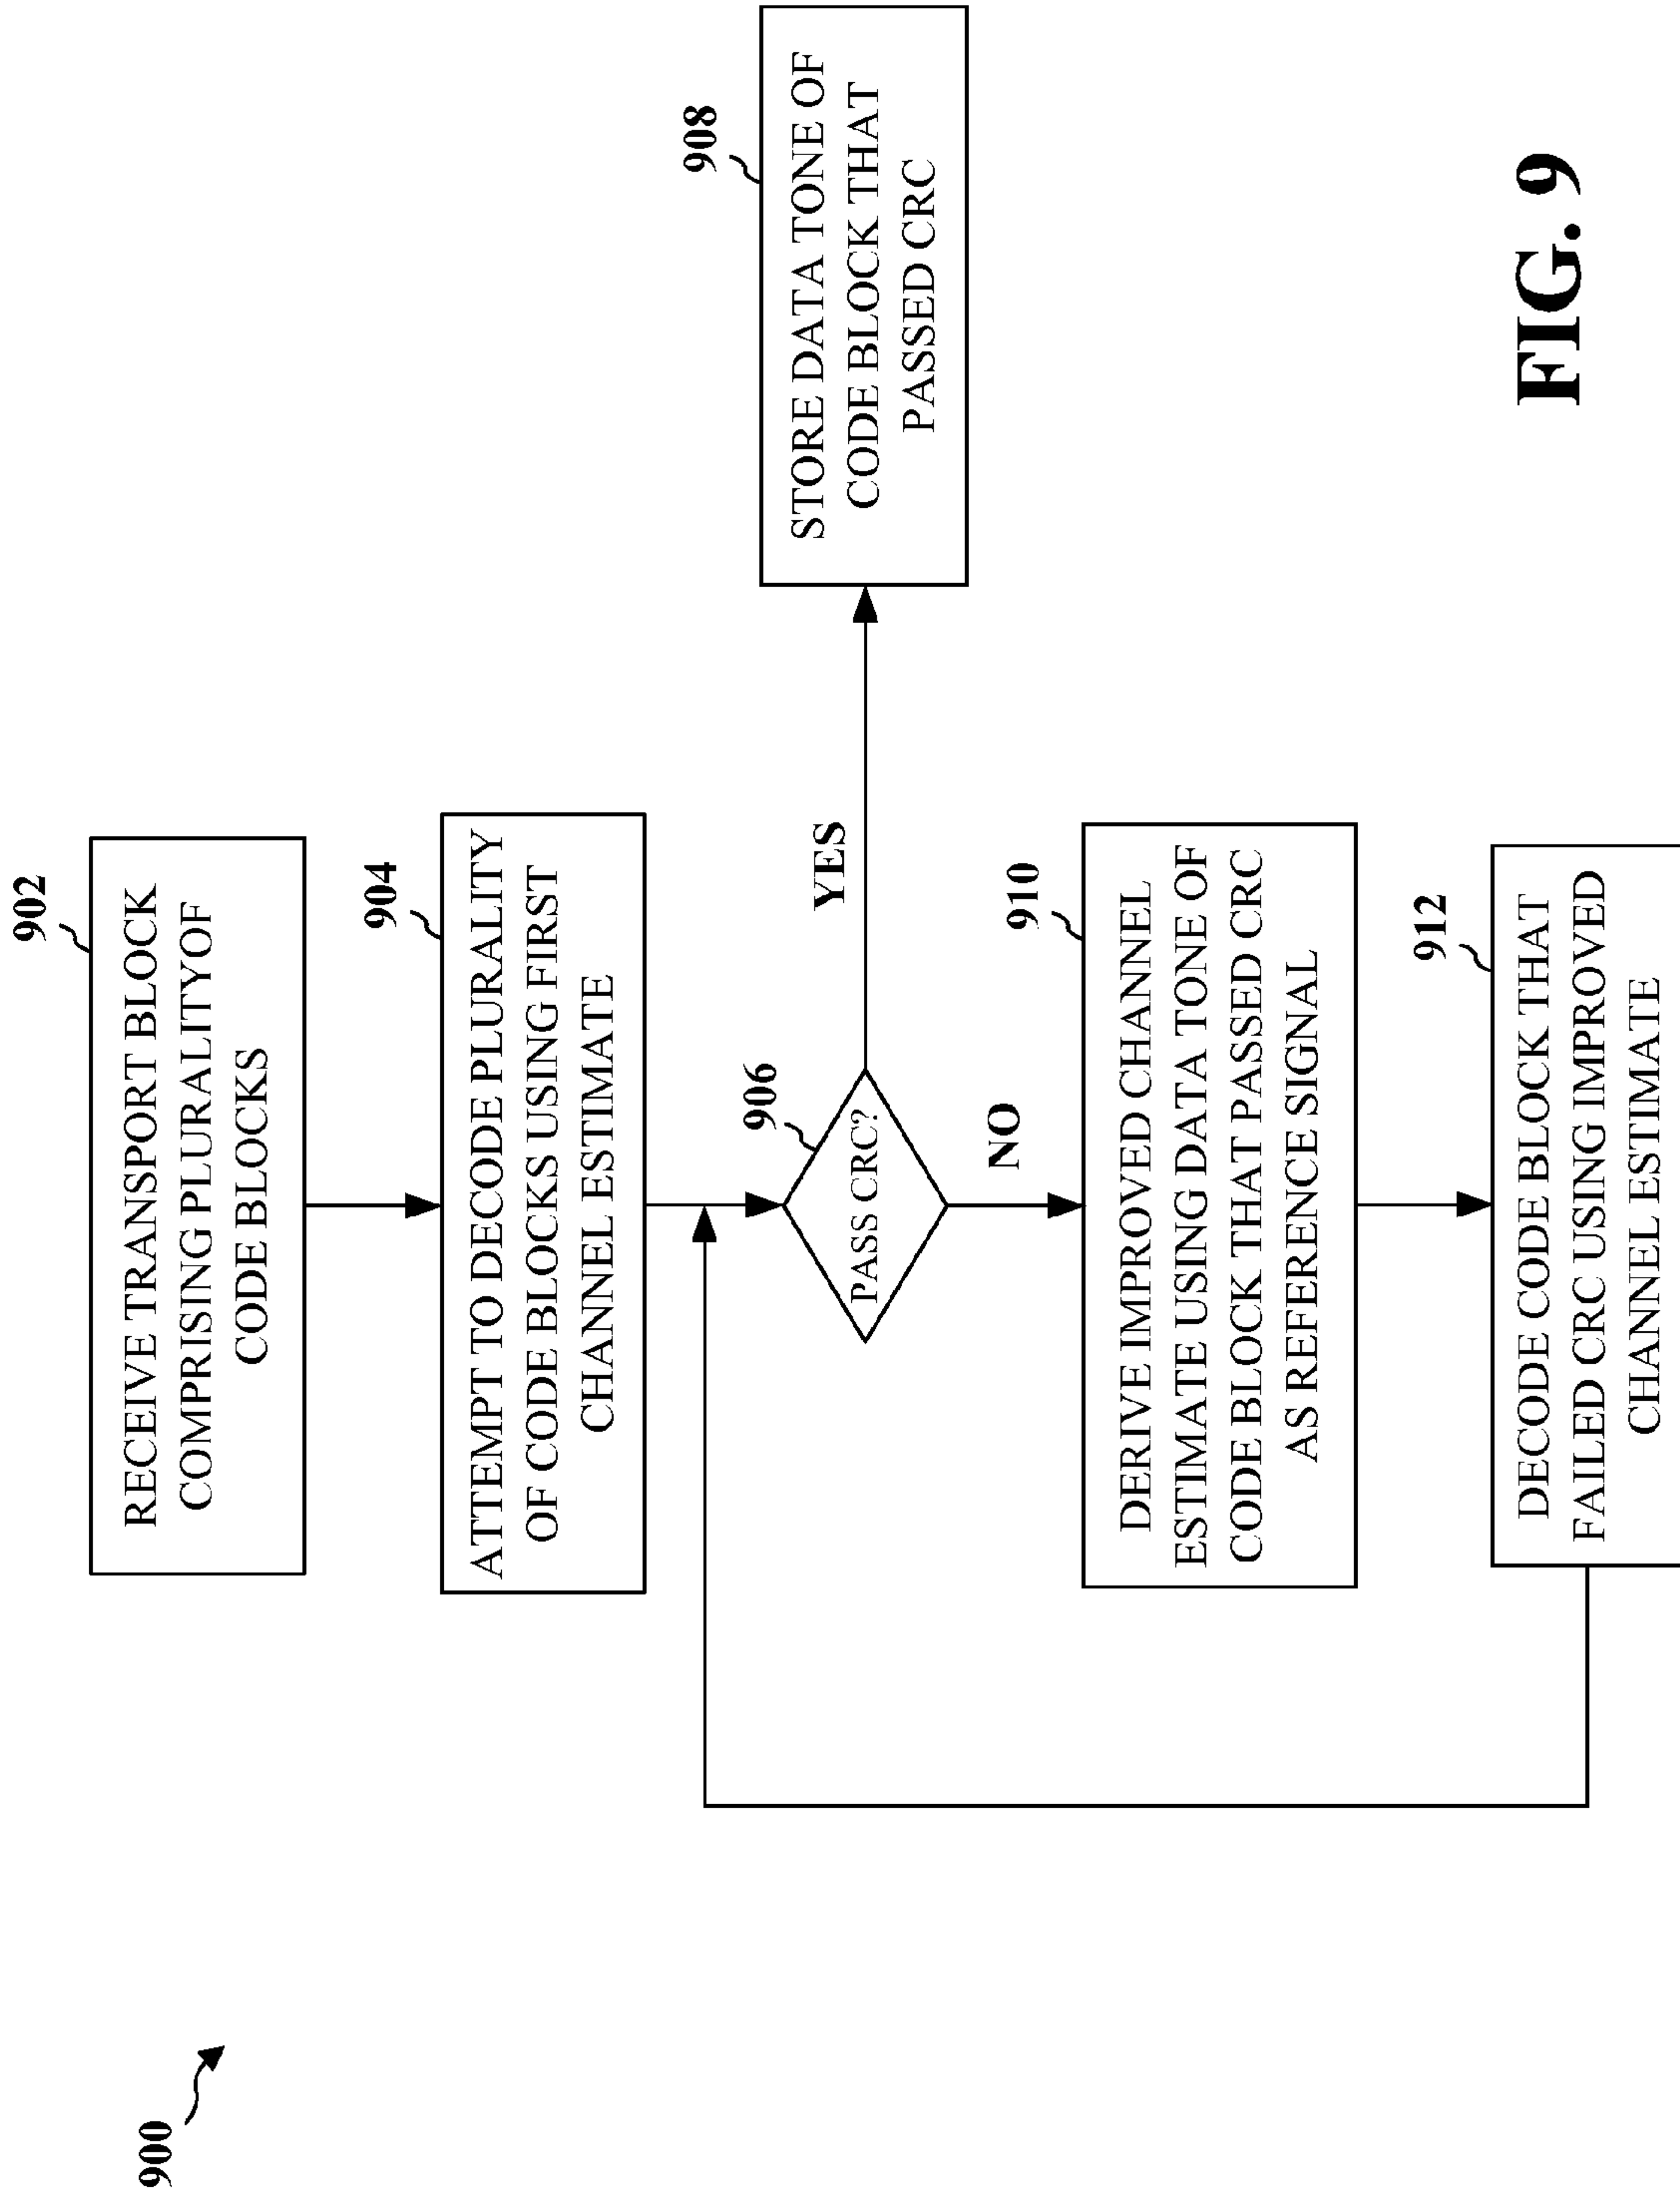 900
902
RECEIVE TRANSPORT BLOCK
COMPRISING PLURALITYOF
CODE BLOCKS
904
ATTEMPT TO DECODE PLURALITY
OF CODE BLOCKS USING FIRST
CHANNEL ESTIMATE
906
PASS CRC?
YES
908
STORE DATA TONE OF
CODE BLOCK THAT
PASSED CRC
NO
910
DERIVE IMPROVED CHANNEL
ESTIMATE USING DATA TONE OF
CODE BLOCK THAT PASSED CRC
AS REFERENCE SIGNAL
912
DECODE CODE BLOCK THAT
FAILED CRC USING IMPROVED
CHANNEL ESTIMATE
FIG. 9